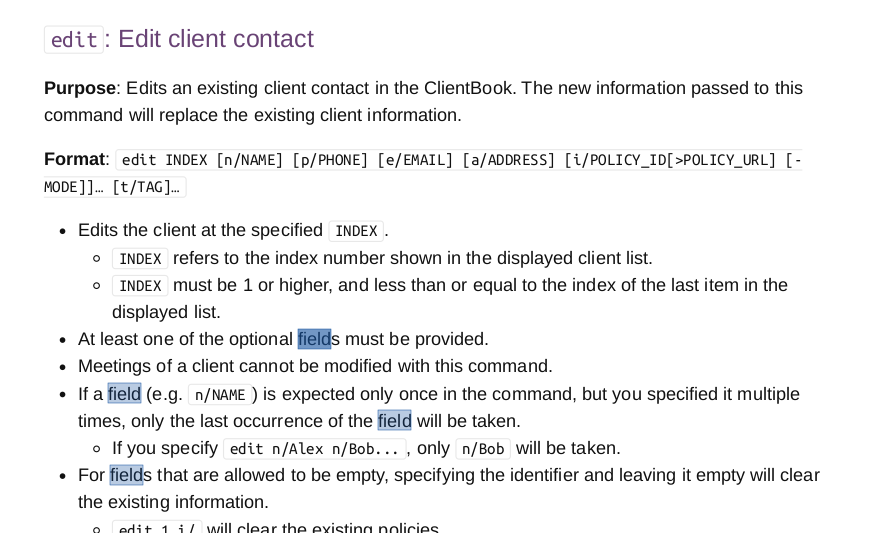 edit: Edit client contact
Purpose: Edits an existing client contact in the ClientBook. The new information passed to this
command will replace the existing client information.
Format: edit INDEX [n/NAME] [p/PHONE] [e/EMAIL] [a/ADDRESS] [i/POLICY_ID[>POLICY_URL] [-
MODE]]… [t/TAG]…
• Edits the client at the specified INDEX.
◦ INDEX refers to the index number shown in the displayed client list.
◦ INDEX must be 1 or higher, and less than or equal to the index of the last item in the
displayed list.
• At least one of the optional fields must be provided.
• Meetings of a client cannot be modified with this command.
• If a field (e.g. n/NAME) is expected only once in the command, but you specified it multiple
times, only the last occurrence of the field will be taken.
◦ If you specify edit n/Alex n/Bob..., only n/Bob will be taken.
• For fields that are allowed to be empty, specifying the identifier and leaving it empty will clear
the existing information.
◦ edit 1 i/ will clear the existing policies.